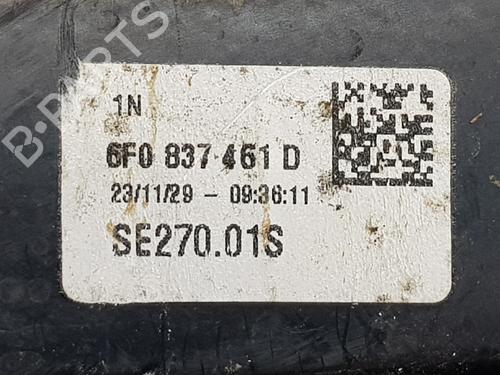 B-PARTS
1N
6F0 837 461 D
23/11/29 - 09:36:11
SE270.01S